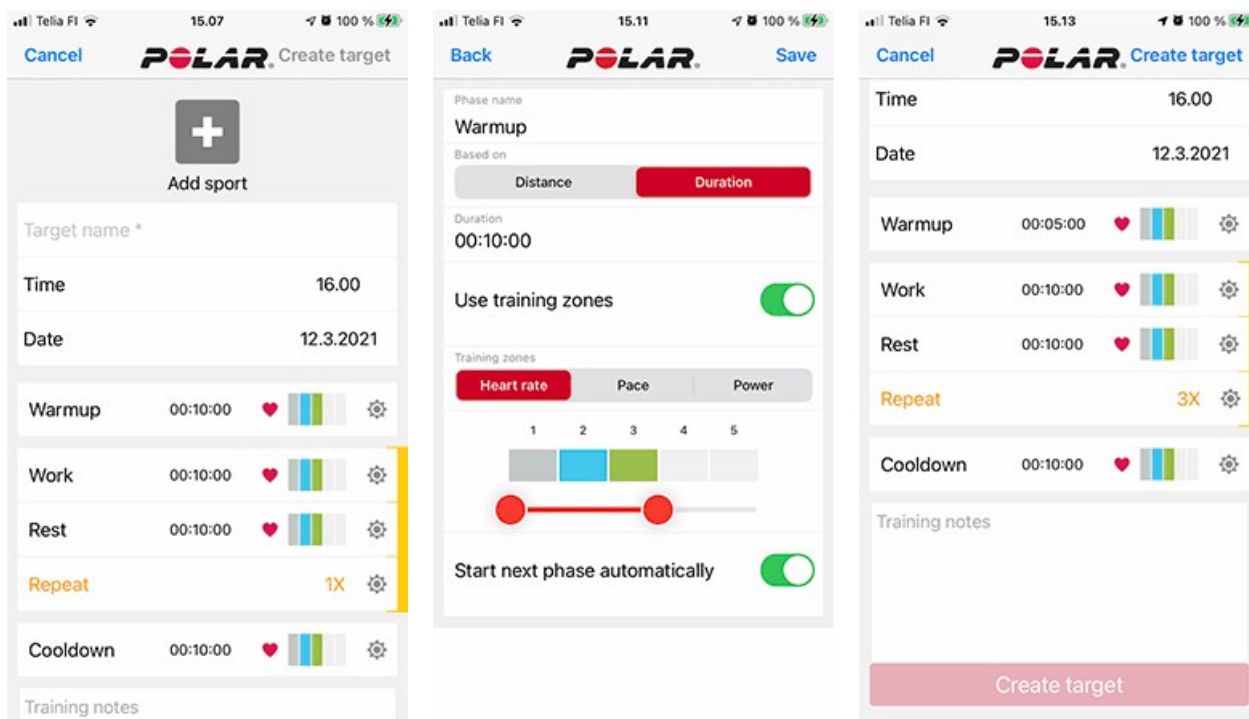 Telia FI 15.07 100 %
Cancel POLAR. Create target
Add sport
Target name *
Time 16.00
Date 12.3.2021
Warmup 00:10:00
Work 00:10:00
Rest 00:10:00
Repeat 1X
Cooldown 00:10:00
Training notes
Telia FI 15.11 100 %
Back POLAR. Save
Phase name
Warmup
Based on
Distance Duration
Duration
00:10:00
Use training zones
Training zones
Heart rate Pace Power
1 2 3 4 5
Start next phase automatically
Telia FI 15.13 100 %
Cancel POLAR. Create target
Time 16.00
Date 12.3.2021
Warmup 00:05:00
Work 00:10:00
Rest 00:10:00
Repeat 3X
Cooldown 00:10:00
Training notes
Create target